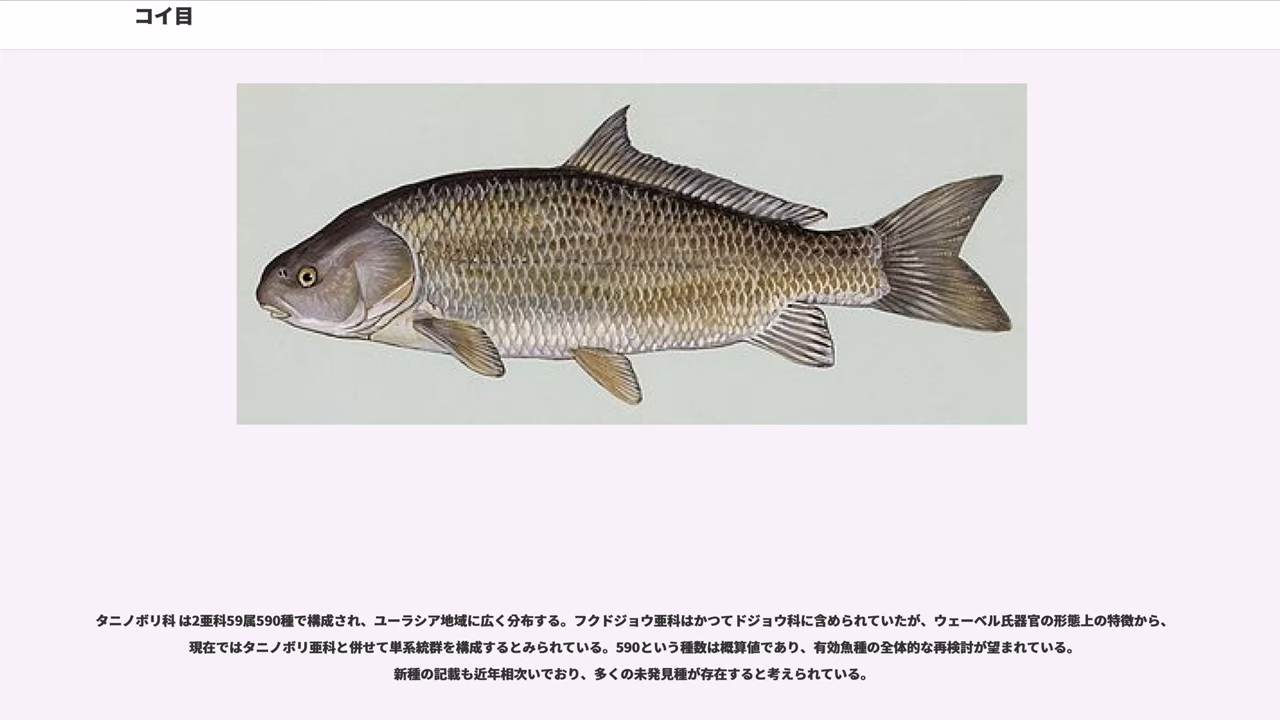 コイ目
タニノボリ科 は2亜科59属590種で構成され、ユーラシア地域に広く分布する。フクドジョウ亜科はかつてドジョウ科に含められていたが、ウェーベル氏器官の形態上の特徴から、
現在ではタニノボリ亜科と併せて単系統群を構成するとみられている。590という種数は概算値であり、有効魚種の全体的な再検討が望まれている。
新種の記載も近年相次いでおり、多くの未発見種が存在すると考えられている。